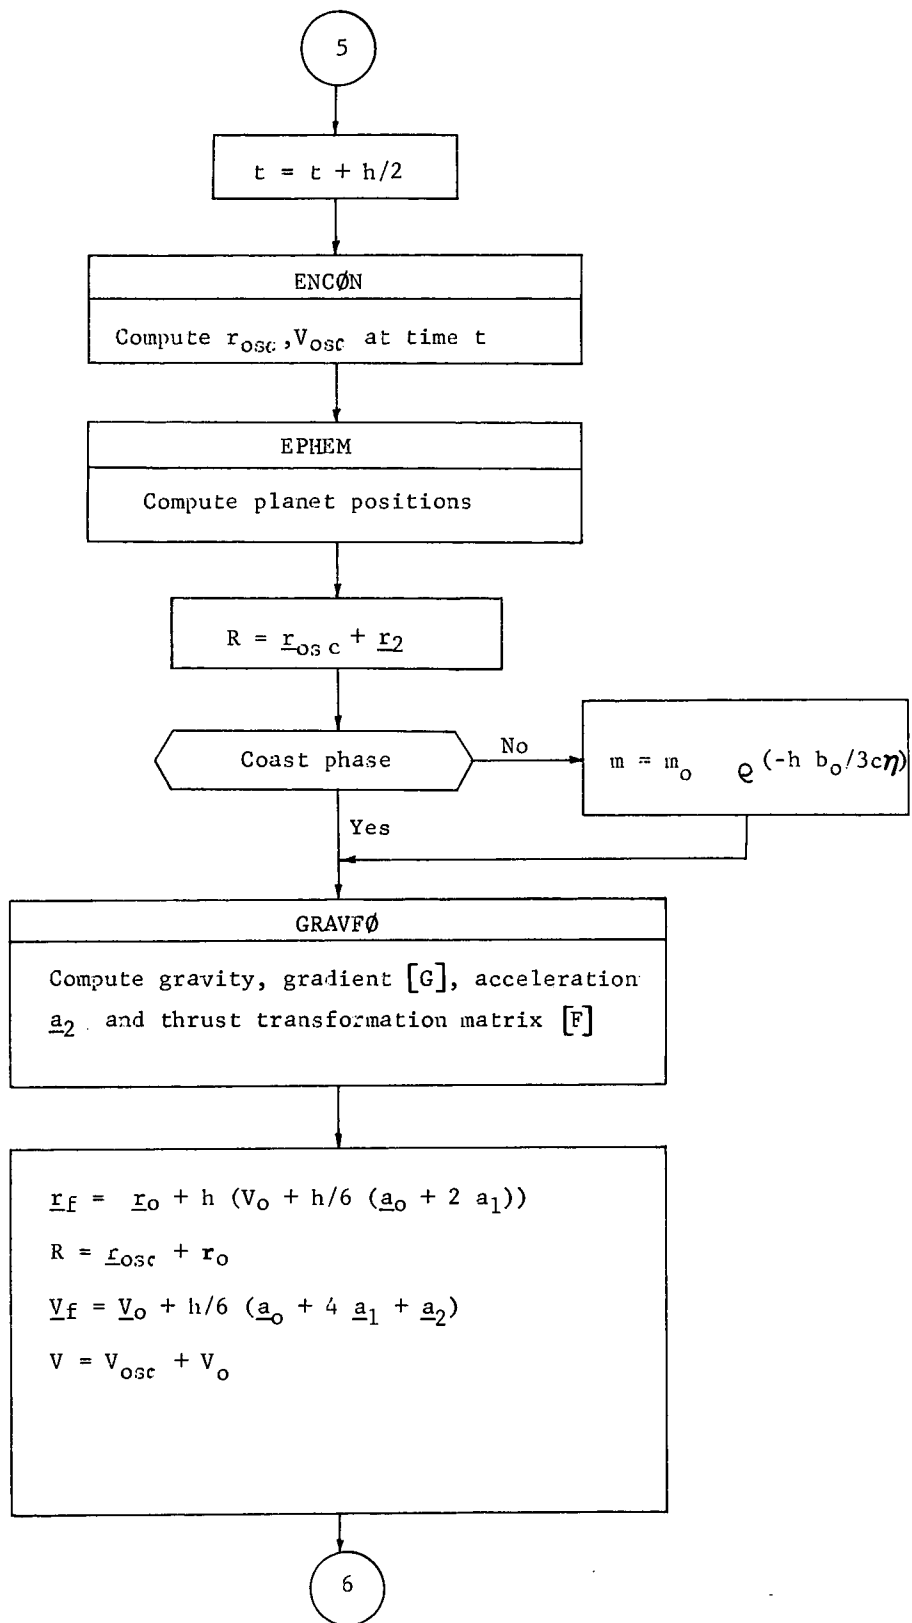 5
t = t + h/2
ENCØN
Compute r_osc, V_osc at time t
EPHEM
Compute planet positions
R = r_osc + r_2
Coast phase
No
m = m_o e^(-h b_o/3cη)
Yes
GRAVFØ
Compute gravity, gradient [G], acceleration
a_2 and thrust transformation matrix [F]
r_f = r_o + h (V_o + h/6 (a_o + 2 a_1))
R = r_osc + r_o
V_f = V_o + h/6 (a_o + 4 a_1 + a_2)
V = V_osc + V_o
6